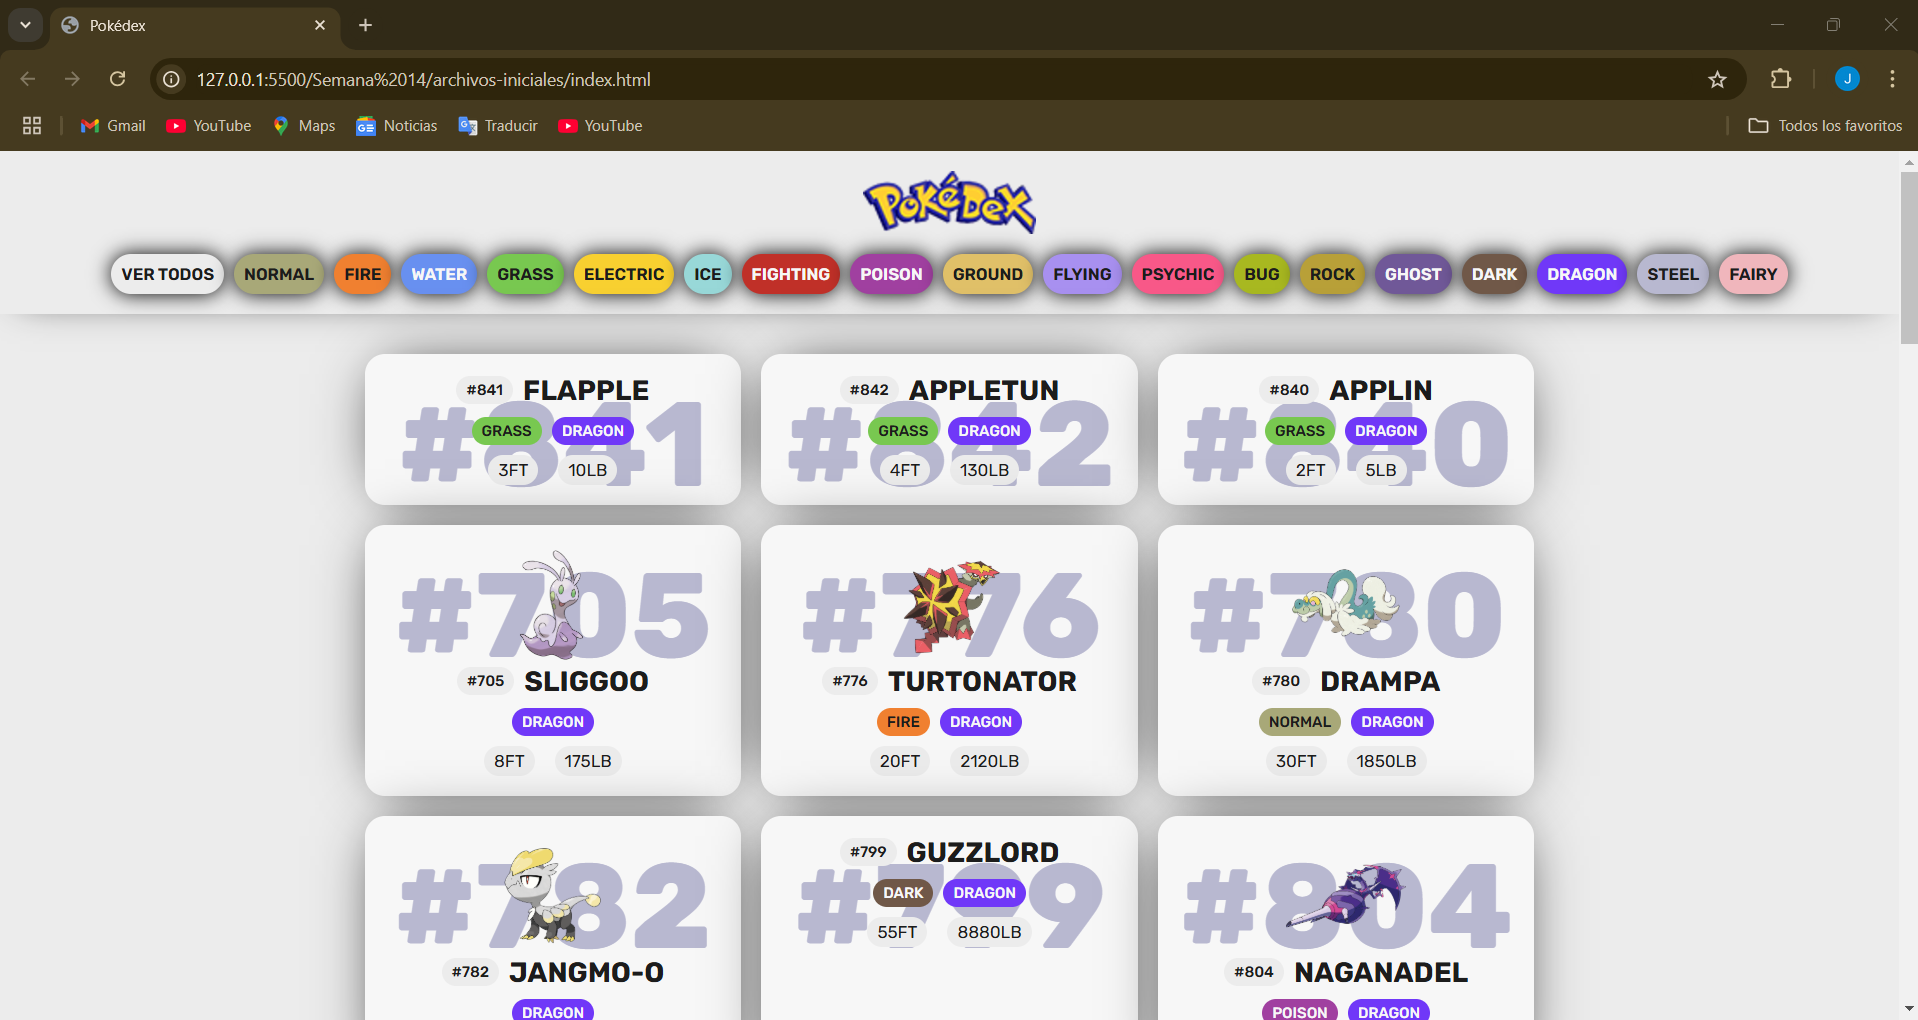 Pokédex
127.0.0.1:5500/Semana%2014/archivos-iniciales/index.html
J
Gmail YouTube Maps Noticias Traducir YouTube Todos los favoritos
POKéDEX
VER TODOS NORMAL FIRE WATER GRASS ELECTRIC ICE FIGHTING POISON GROUND FLYING PSYCHIC BUG ROCK GHOST DARK DRAGON STEEL FAIRY
#841
#841 FLAPPLE
GRASS DRAGON
3FT 10LB
#842
#842 APPLETUN
GRASS DRAGON
4FT 130LB
#840
#840 APPLIN
GRASS DRAGON
2FT 5LB
#705
#705 SLIGGOO
DRAGON
8FT 175LB
#776
#776 TURTONATOR
FIRE DRAGON
20FT 2120LB
#780
#780 DRAMPA
NORMAL DRAGON
30FT 1850LB
#782
#782 JANGMO-O
DRAGON
#799
#799 GUZZLORD
DARK DRAGON
55FT 8880LB
#804
#804 NAGANADEL
POISON DRAGON